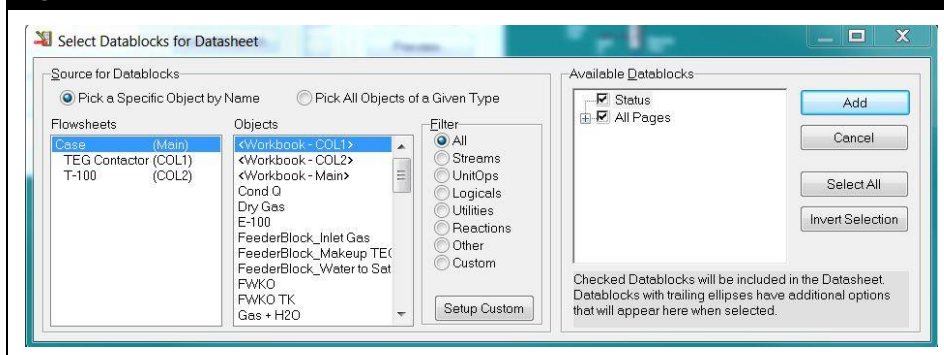 Select Datablocks for Datasheet
Source for Datablocks
Pick a Specific Object by Name
Pick All Objects of a Given Type
Flowsheets
Case (Main)
TEG Contactor (COL1)
T-100 (COL2)
Objects
<Workbook - COL1>
<Workbook - COL2>
<Workbook - Main>
Cond Q
Dry Gas
E-100
FeederBlock_Inlet Gas
FeederBlock_Makeup TE
FeederBlock_Water to Sat
FWKO
FWKO TK
Gas + H2O
Filter
All
Streams
UnitOps
Logicals
Utilities
Reactions
Other
Custom
Setup Custom
Available Datablocks
Status
All Pages
Add
Cancel
Select All
Invert Selection
Checked Datablocks will be included in the Datasheet.
Datablocks with trailing ellipses have additional options
that will appear here when selected.